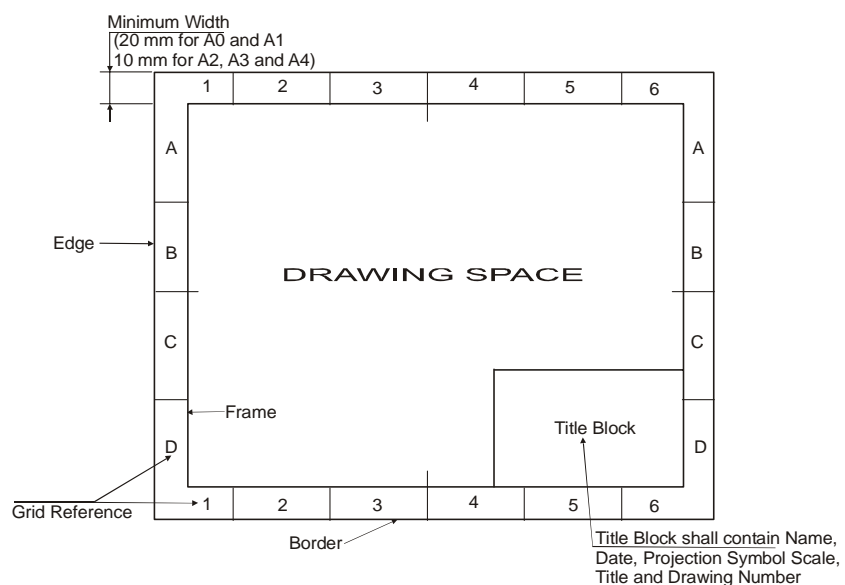 Minimum Width
(20 mm for A0 and A1
10 mm for A2, A3 and A4)
1 2 3 4 5 6
A A
Edge
B B
DRAWING SPACE
C C
Frame
Title Block
D D
Grid Reference
1 2 3 4 5 6
Border
Title Block shall contain Name,
Date, Projection Symbol Scale,
Title and Drawing Number